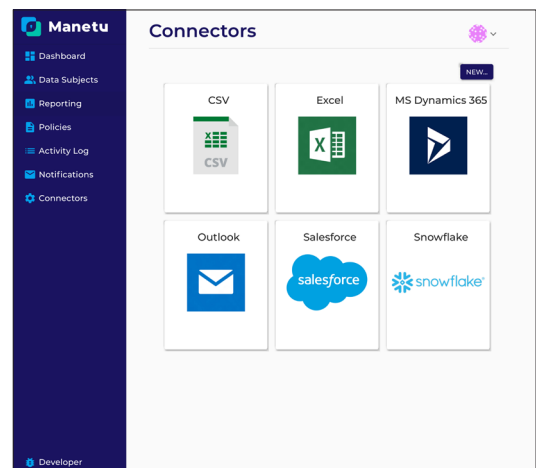 Manetu
Connectors
Dashboard
Data Subjects
Reporting
Policies
Activity Log
Notifications
Connectors
Developer
NEW...
CSV
Excel
MS Dynamics 365
X
CSV
X
Outlook
Salesforce
Snowflake
salesforce
snowflake®